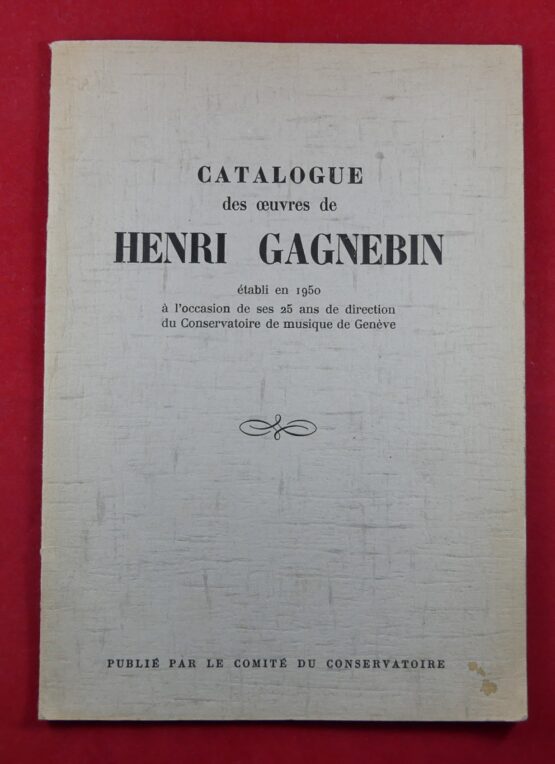 CATALOGUE
des œuvres de
HENRI GAGNEBIN
établi en 1950
à l'occasion de ses 25 ans de direction
du Conservatoire de musique de Genève
PUBLIÉ PAR LE COMITÉ DU CONSERVATOIRE